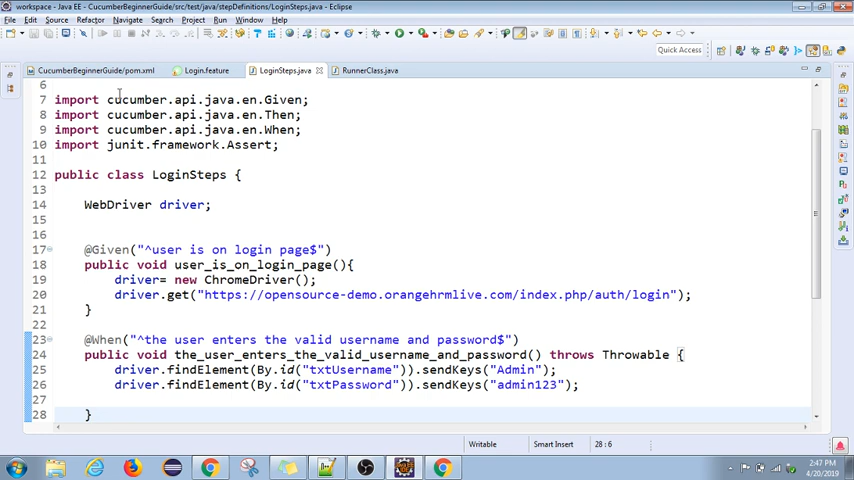 workspace - Java EE - CucumberBeginnerGuide/src/test/java/stepDefinitions/LoginSteps.java - Eclipse
File Edit Source Refactor Navigate Search Project Run Window Help
Quick Access
CucumberBeginnerGuide/pom.xml Login.feature LoginSteps.java RunnerClass.java
6
7 import cucumber.api.java.en.Given;
8 import cucumber.api.java.en.Then;
9 import cucumber.api.java.en.When;
10 import junit.framework.Assert;
11
12 public class LoginSteps {
13
14 WebDriver driver;
15
16
17 @Given("^user is on login page$")
18 public void user_is_on_login_page(){
19 driver= new ChromeDriver();
20 driver.get("https://opensource-demo.orangehrmlive.com/index.php/auth/login");
21 }
22
23 @When("^the user enters the valid username and password$")
24 public void the_user_enters_the_valid_username_and_password() throws Throwable {
25 driver.findElement(By.id("txtUsername")).sendKeys("Admin");
26 driver.findElement(By.id("txtPassword")).sendKeys("admin123");
27
28 }
Writable Smart Insert 28 : 6
2:47 PM
4/20/2019